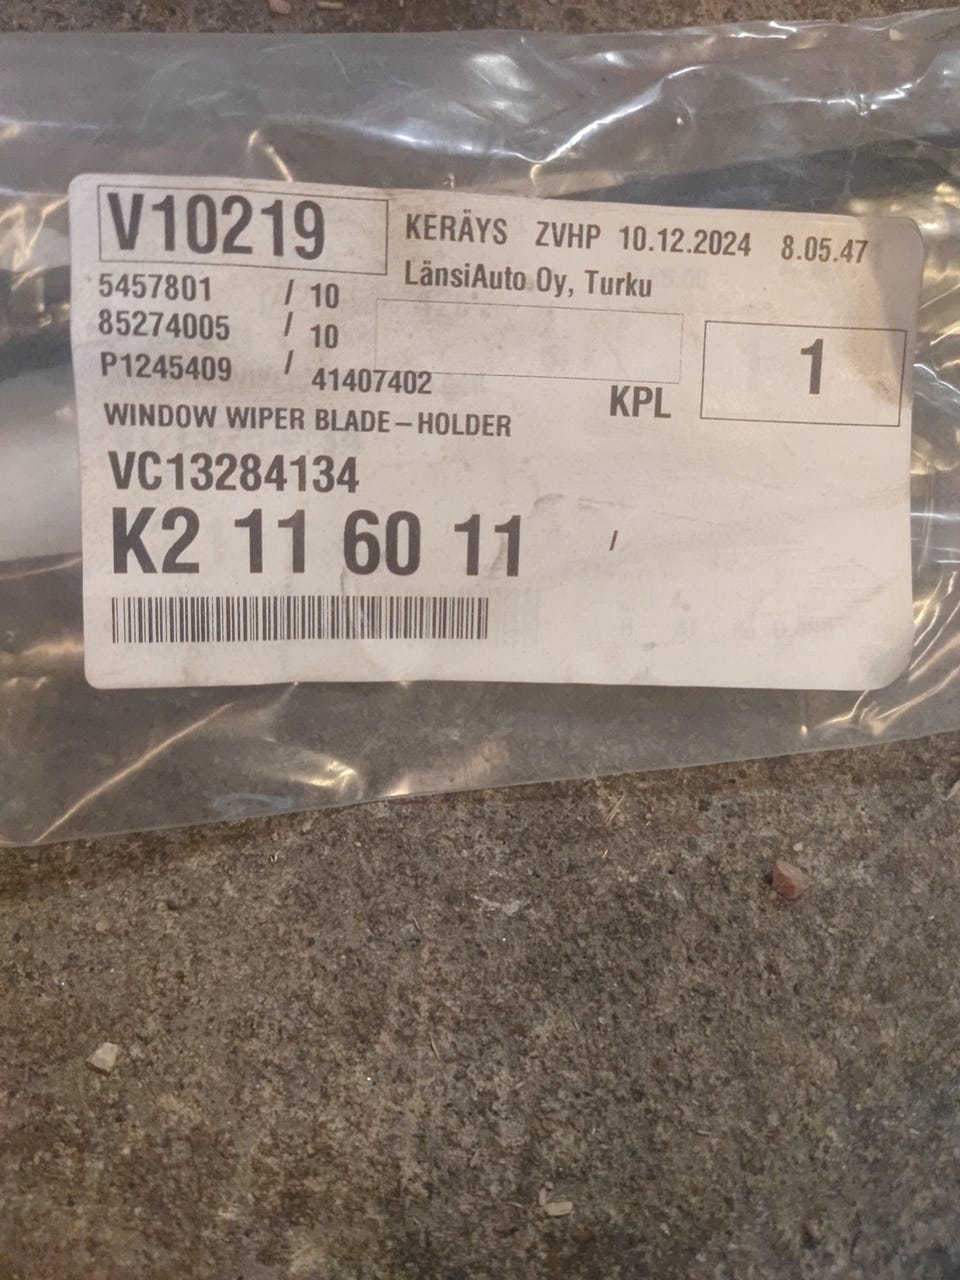 V10219
KERÄYS ZVHP 10.12.2024 8.05.47
LänsiAuto Oy, Turku
5457801 / 10
85274005 / 10
P1245409 / 41407402
KPL 1
WINDOW WIPER BLADE-HOLDER
VC13284134
K2 11 60 11 /